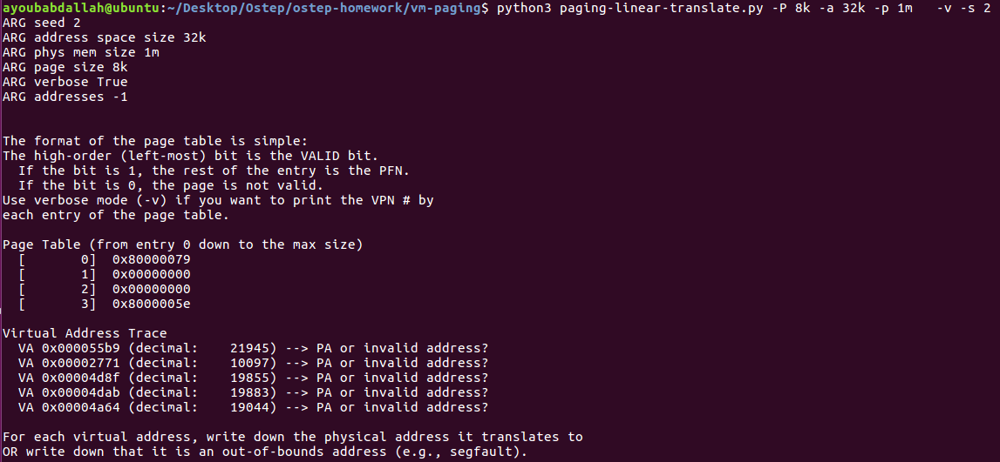 ayoubabdallah@ubuntu:~/Desktop/Ostep/ostep-homework/vm-paging$ python3 paging-linear-translate.py -P 8k -a 32k -p 1m   -v -s 2
ARG seed 2
ARG address space size 32k
ARG phys mem size 1m
ARG page size 8k
ARG verbose True
ARG addresses -1
The format of the page table is simple:
The high-order (left-most) bit is the VALID bit.
  If the bit is 1, the rest of the entry is the PFN.
  If the bit is 0, the page is not valid.
Use verbose mode (-v) if you want to print the VPN # by
each entry of the page table.
Page Table (from entry 0 down to the max size)
  [       0]  0x80000079
  [       1]  0x00000000
  [       2]  0x00000000
  [       3]  0x8000005e
Virtual Address Trace
  VA 0x000055b9 (decimal:    21945) --> PA or invalid address?
  VA 0x00002771 (decimal:    10097) --> PA or invalid address?
  VA 0x00004d8f (decimal:    19855) --> PA or invalid address?
  VA 0x00004dab (decimal:    19883) --> PA or invalid address?
  VA 0x00004a64 (decimal:    19044) --> PA or invalid address?
For each virtual address, write down the physical address it translates to
OR write down that it is an out-of-bounds address (e.g., segfault).